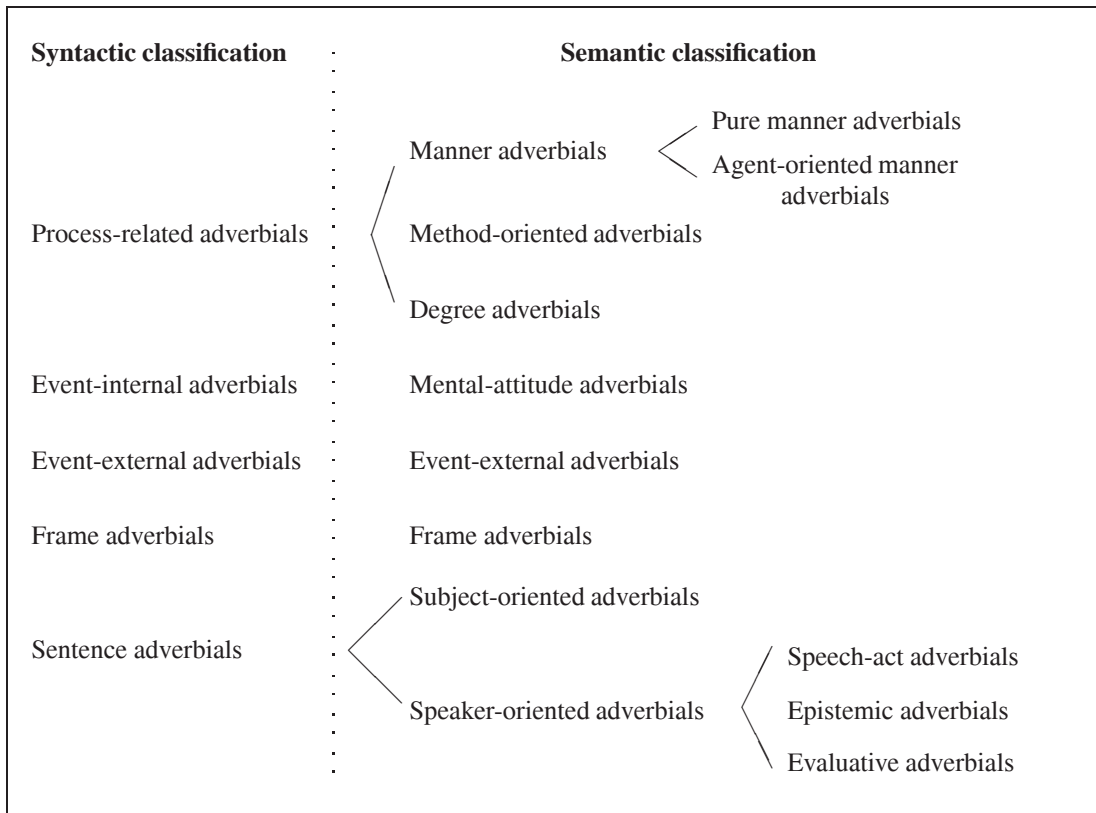 Syntactic classification
Semantic classification
Pure manner adverbials
Manner adverbials
Agent-oriented manner
adverbials
Process-related adverbials
Method-oriented adverbials
Degree adverbials
Event-internal adverbials
Mental-attitude adverbials
Event-external adverbials
Event-external adverbials
Frame adverbials
Frame adverbials
Subject-oriented adverbials
Sentence adverbials
Speech-act adverbials
Speaker-oriented adverbials
Epistemic adverbials
Evaluative adverbials